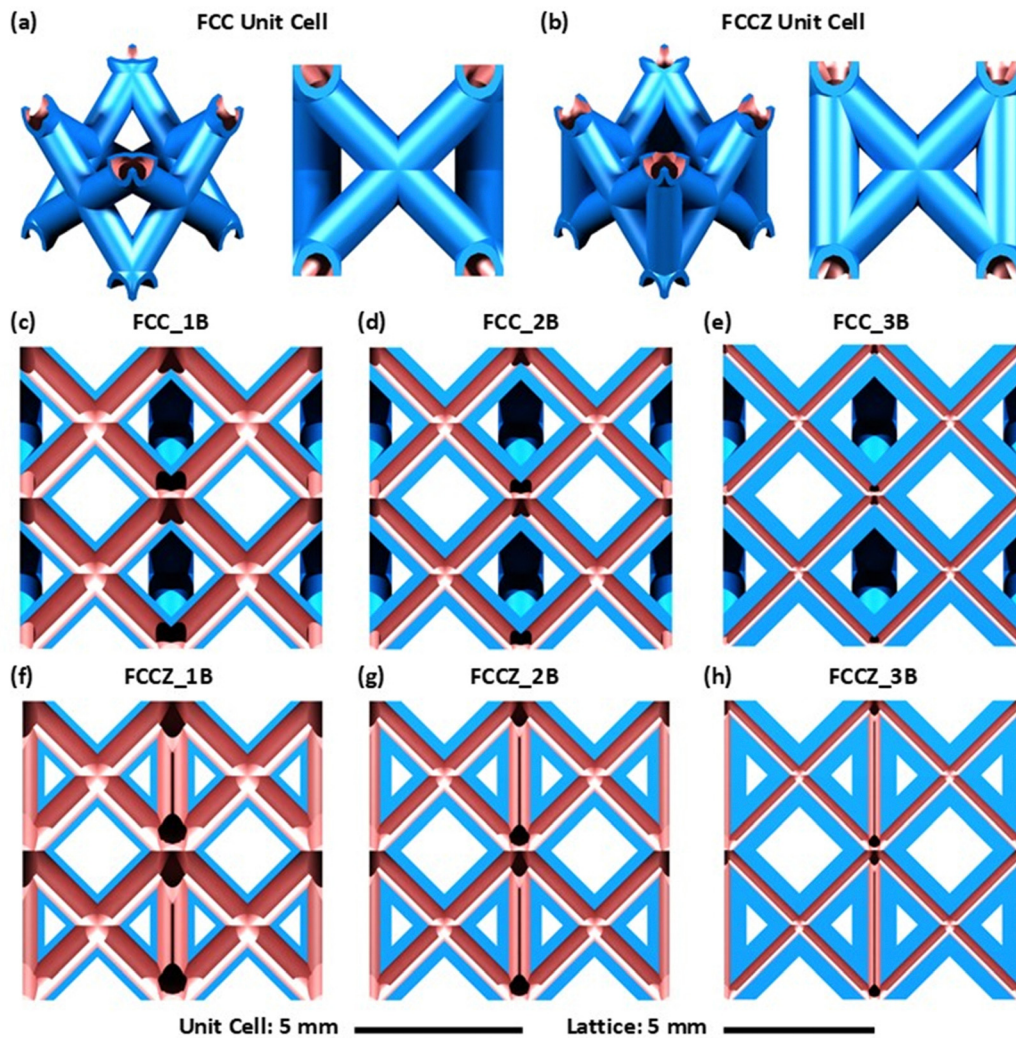 (a) FCC Unit Cell (b) FCCZ Unit Cell
(c) FCC_1B (d) FCC_2B (e) FCC_3B
(f) FCCZ_1B (g) FCCZ_2B (h) FCCZ_3B
Unit Cell: 5 mm Lattice: 5 mm